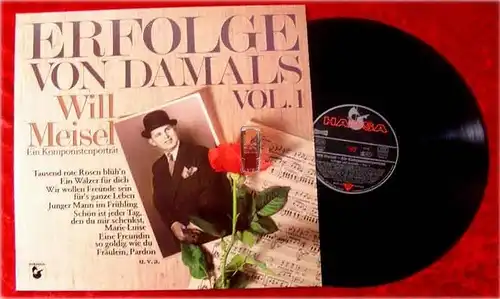 ERFOLGE
VON DAMALS
VOL.1
Will
Meisel
Ein Komponistenporträt
Tausend rote Rosen blüh'n
Ein Walzer für dich
Wir wollen Freunde sein
für's ganze Leben
Junger Mann im Frühling
Schön ist jeder Tag,
den du mir schenkst,
Marie-Luise
Eine Freundin
so goldig wie du
Fräulein, Pardon
u.v.a.
HANSA